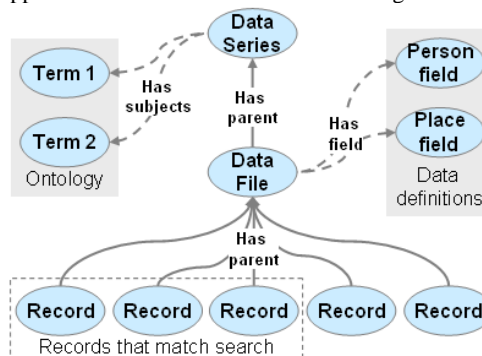 Data
Series
Term 1
Has
subjects
Person
field
Has
parent
Has
field
Term 2
Place
field
Ontology
Data
File
Data
definitions
Has
parent
Record
Record
Record
Record
Record
Records that match search